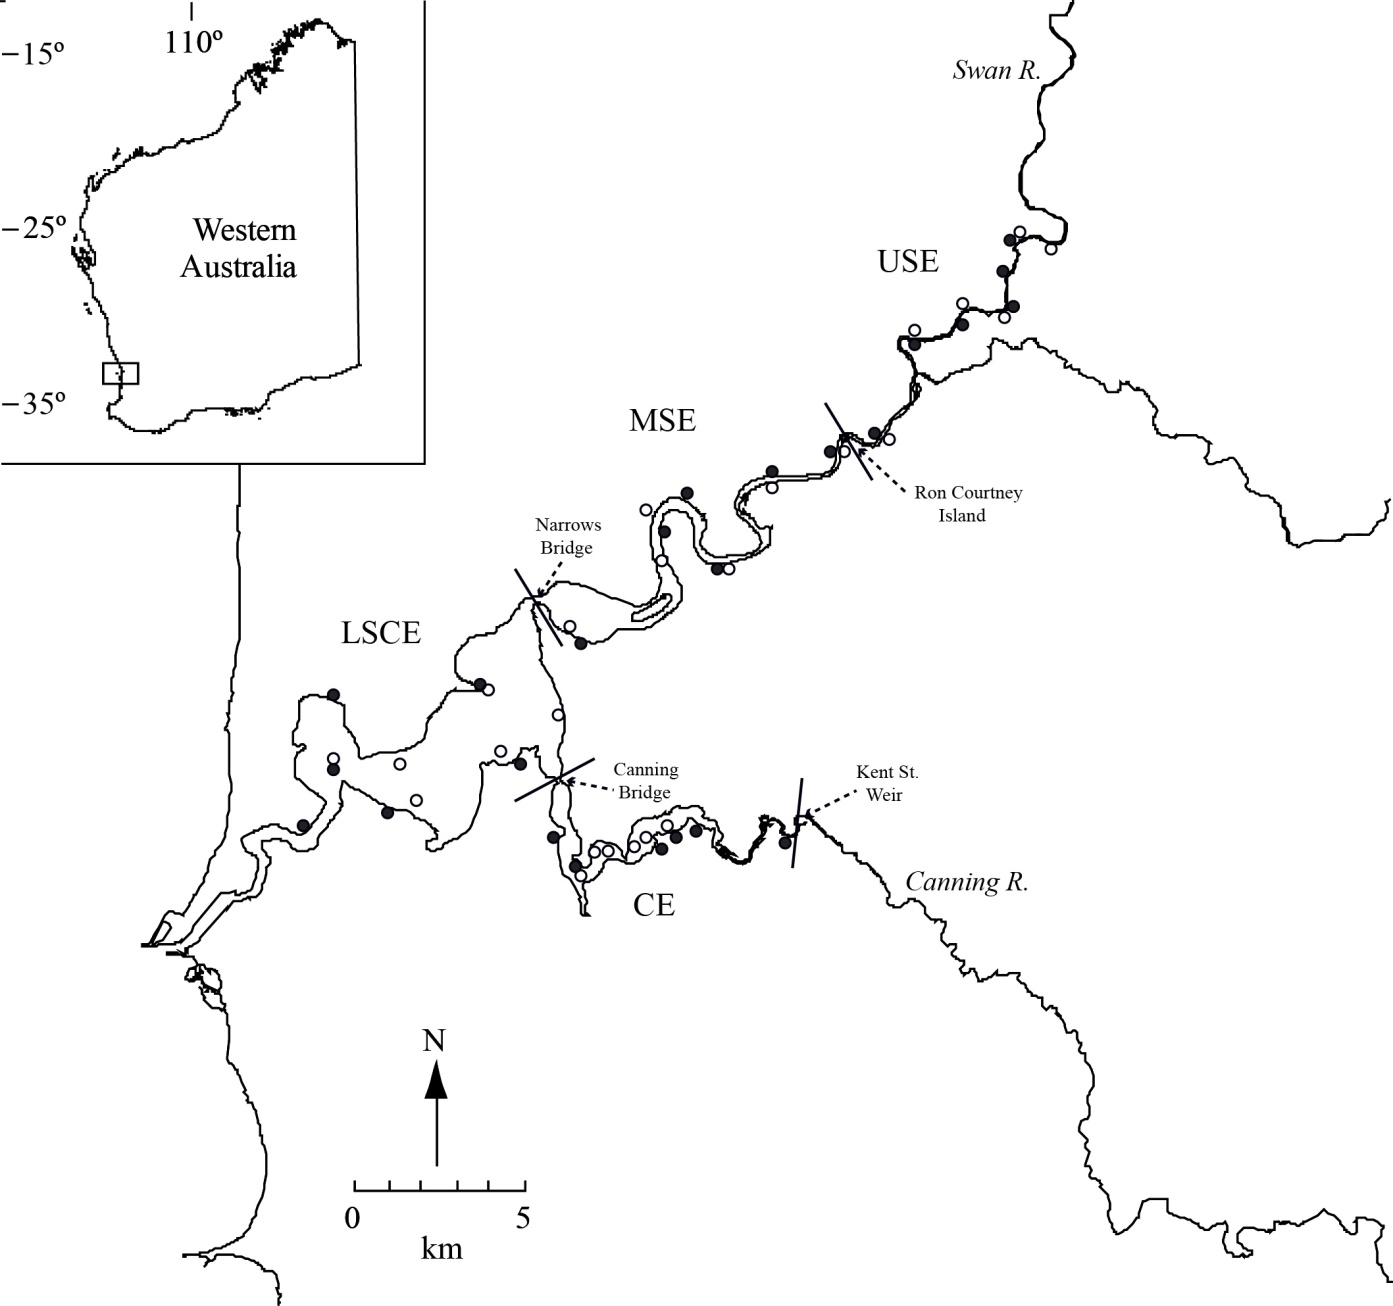 110º
−15º
−25º
−35º
Western
Australia
Swan R.
USE
MSE
Ron Courtney
Island
Narrows
Bridge
LSCE
Canning
Bridge
Kent St.
Weir
Canning R.
CE
N
0
5
km